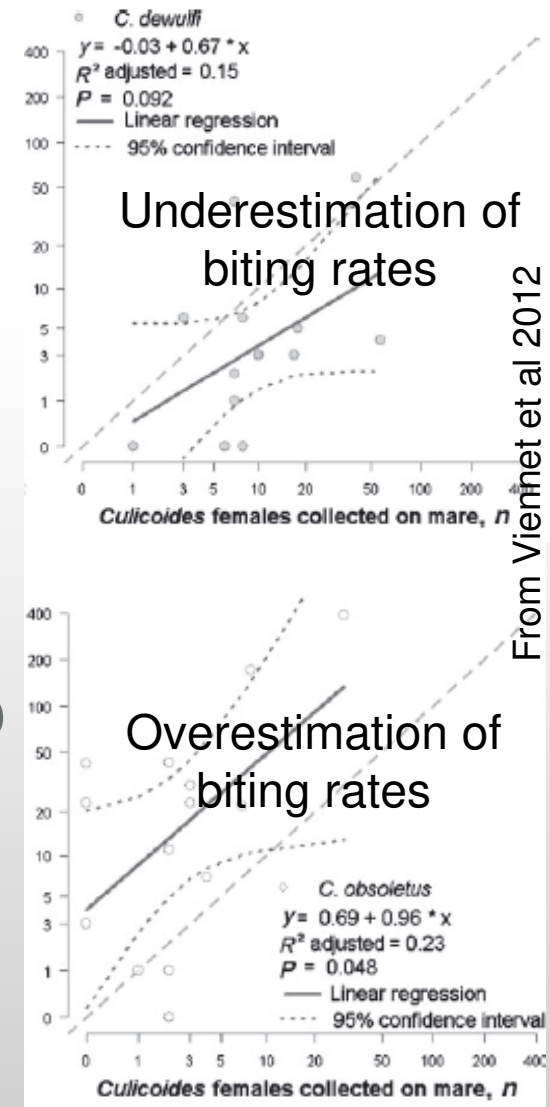 C. dewulfi
y= -0.03 + 0.67 * x
R² adjusted = 0.15
P = 0.092
Linear regression
95% confidence interval
400
200
100
50
20
10
5
3
1
0
Underestimation of
biting rates
0 1 3 5 10 20 50 100 200 400
Culicoides females collected on mare, n
From Viennet et al 2012
400
200
100
50
20
10
5
3
1
0
Overestimation of
biting rates
C. obsoletus
y= 0.69 + 0.96 * x
R² adjusted = 0.23
P = 0.048
Linear regression
95% confidence interval
0 1 3 5 10 20 50 100 200 400
Culicoides females collected on mare, n
)